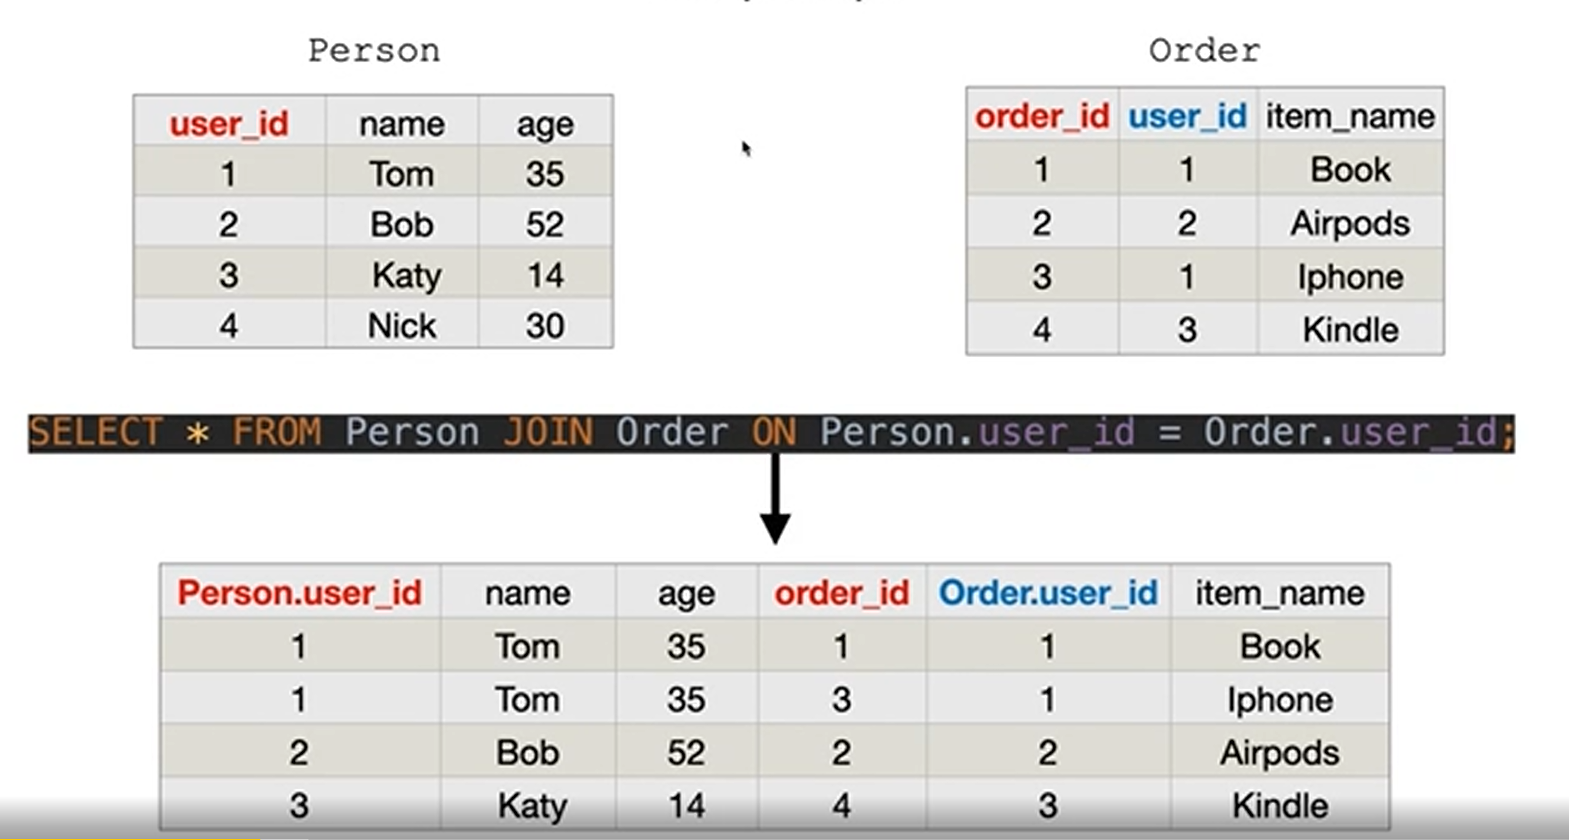 Person
Order
user_id name age
1 Tom 35
2 Bob 52
3 Katy 14
4 Nick 30
order_id user_id item_name
1 1 Book
2 2 Airpods
3 1 Iphone
4 3 Kindle
SELECT * FROM Person JOIN Order ON Person.user_id = Order.user_id;
Person.user_id name age order_id Order.user_id item_name
1 Tom 35 1 1 Book
1 Tom 35 3 1 Iphone
2 Bob 52 2 2 Airpods
3 Katy 14 4 3 Kindle